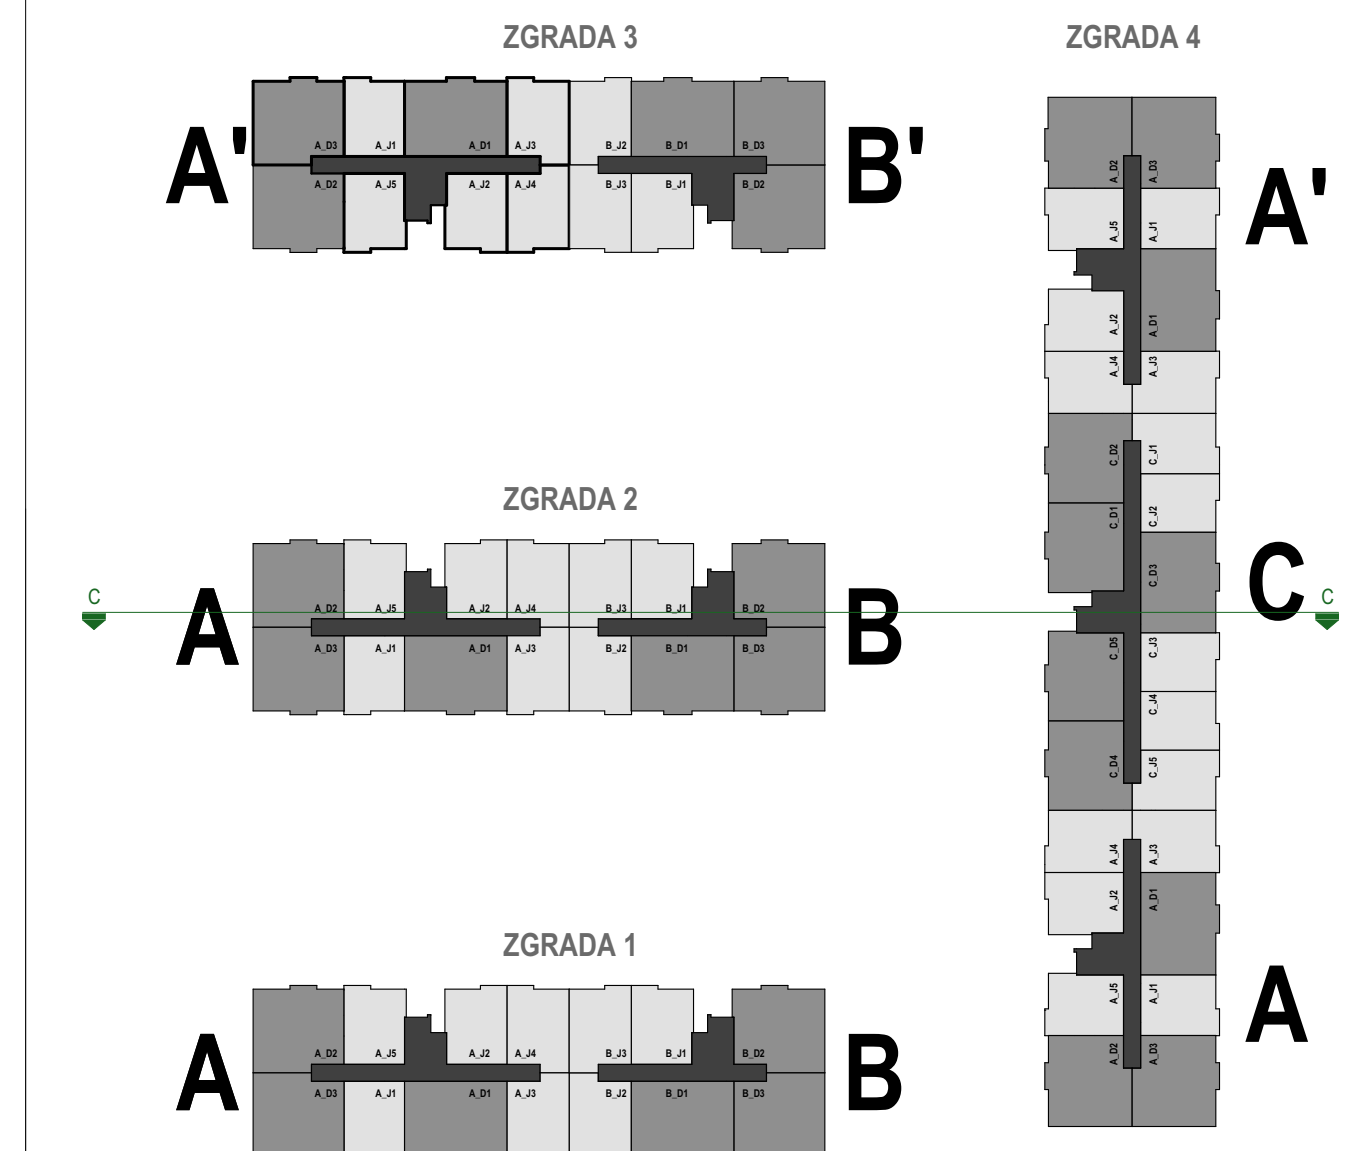 ZGRADA 3
A'
A_D3 A_J1 A_D1 A_J3 B_J2 B_D1 B_D3
A_D2 A_J5 A_J2 A_J4 B_J3 B_J1 B_D2
B'
ZGRADA 2
A
A_D2 A_J5 A_J2 A_J4 B_J3 B_J1 B_D2
A_D3 A_J1 A_D1 A_J3 B_J2 B_D1 B_D3
B
C
C
ZGRADA 1
A
A_D2 A_J5 A_J2 A_J4 B_J3 B_J1 B_D2
A_D3 A_J1 A_D1 A_J3 B_J2 B_D1 B_D3
B
ZGRADA 4
A_D2 A_D3
A_J5 A_J1
A'
A_J2 A_D1
A_J4 A_J3
C_D2 C_J1
C_D1 C_J2
C_D3
C
C_D5 C_J3
C_J4
C_D4 C_J5
A_J4 A_J3
A_J2 A_D1
A_J5 A_J1
A
A_D2 A_D3